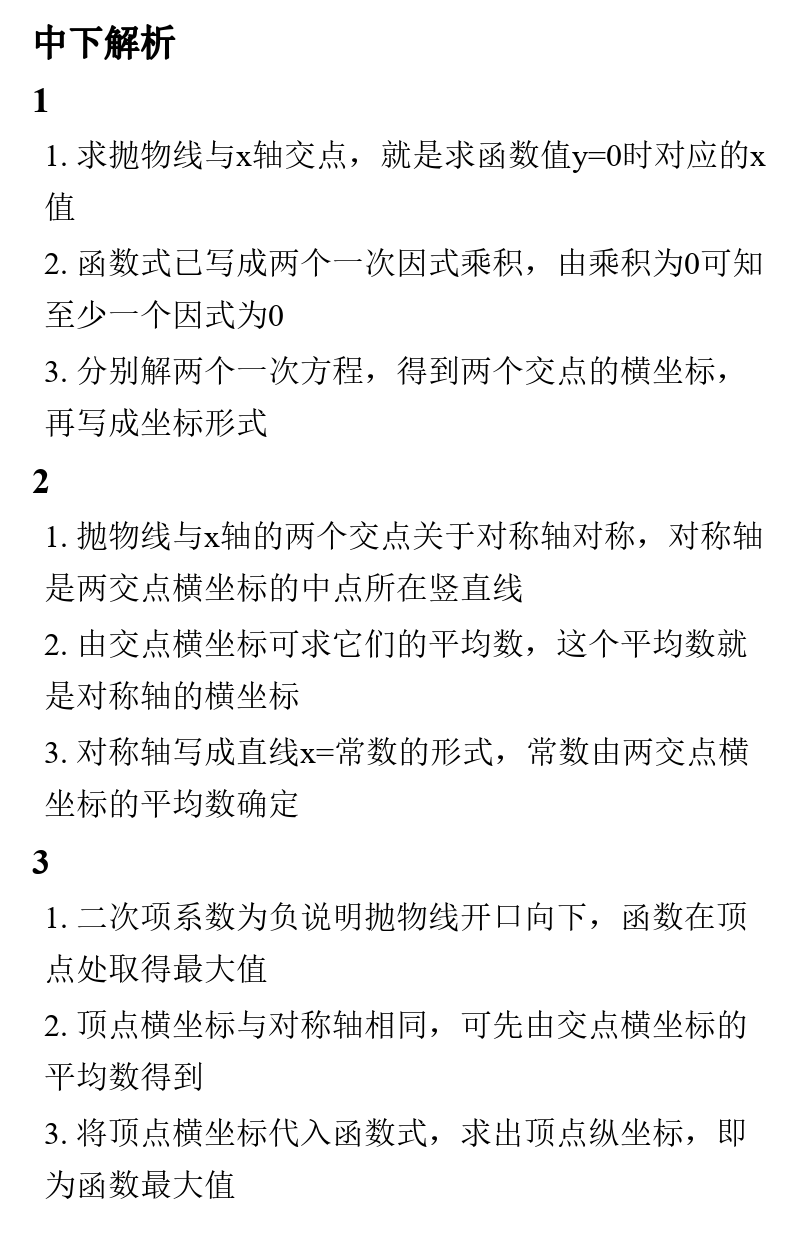 中下解析
1
1. 求抛物线与x轴交点，就是求函数值y=0时对应的x
值
2. 函数式已写成两个一次因式乘积，由乘积为0可知
至少一个因式为0
3. 分别解两个一次方程，得到两个交点的横坐标，
再写成坐标形式
2
1. 抛物线与x轴的两个交点关于对称轴对称，对称轴
是两交点横坐标的中点所在竖直线
2. 由交点横坐标可求它们的平均数，这个平均数就
是对称轴的横坐标
3. 对称轴写成直线x=常数的形式，常数由两交点横
坐标的平均数确定
3
1. 二次项系数为负说明抛物线开口向下，函数在顶
点处取得最大值
2. 顶点横坐标与对称轴相同，可先由交点横坐标的
平均数得到
3. 将顶点横坐标代入函数式，求出顶点纵坐标，即
为函数最大值